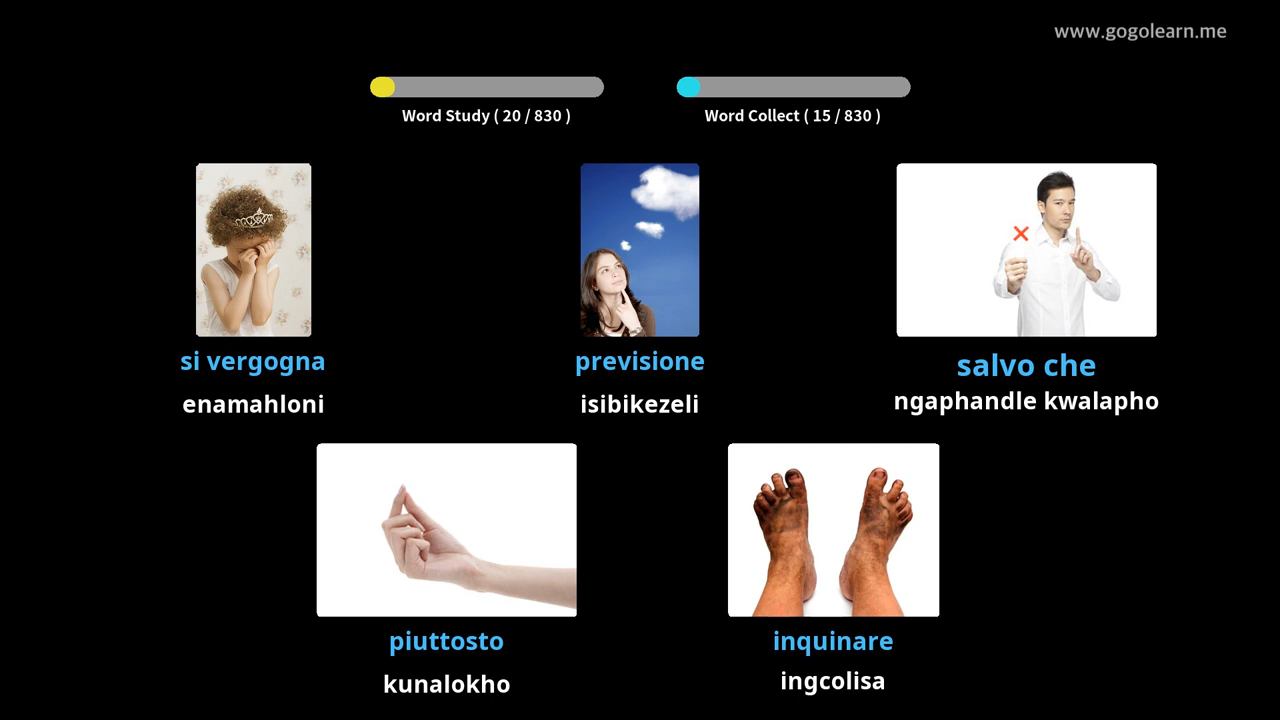 www.gogolearn.me
Word Study ( 20 / 830 )
Word Collect ( 15 / 830 )
si vergogna
enamahloni
previsione
isibikezeli
salvo che
ngaphandle kwalapho
piuttosto
kunalokho
inquinare
ingcolisa